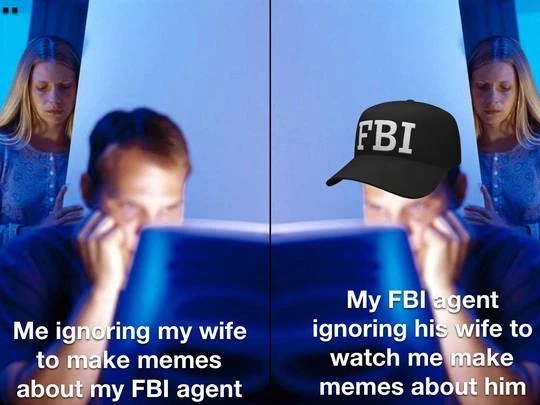 Me ignoring my wife
to make memes
about my FBI agent
FBI
My FBI agent
ignoring his wife to
watch me make
memes about him